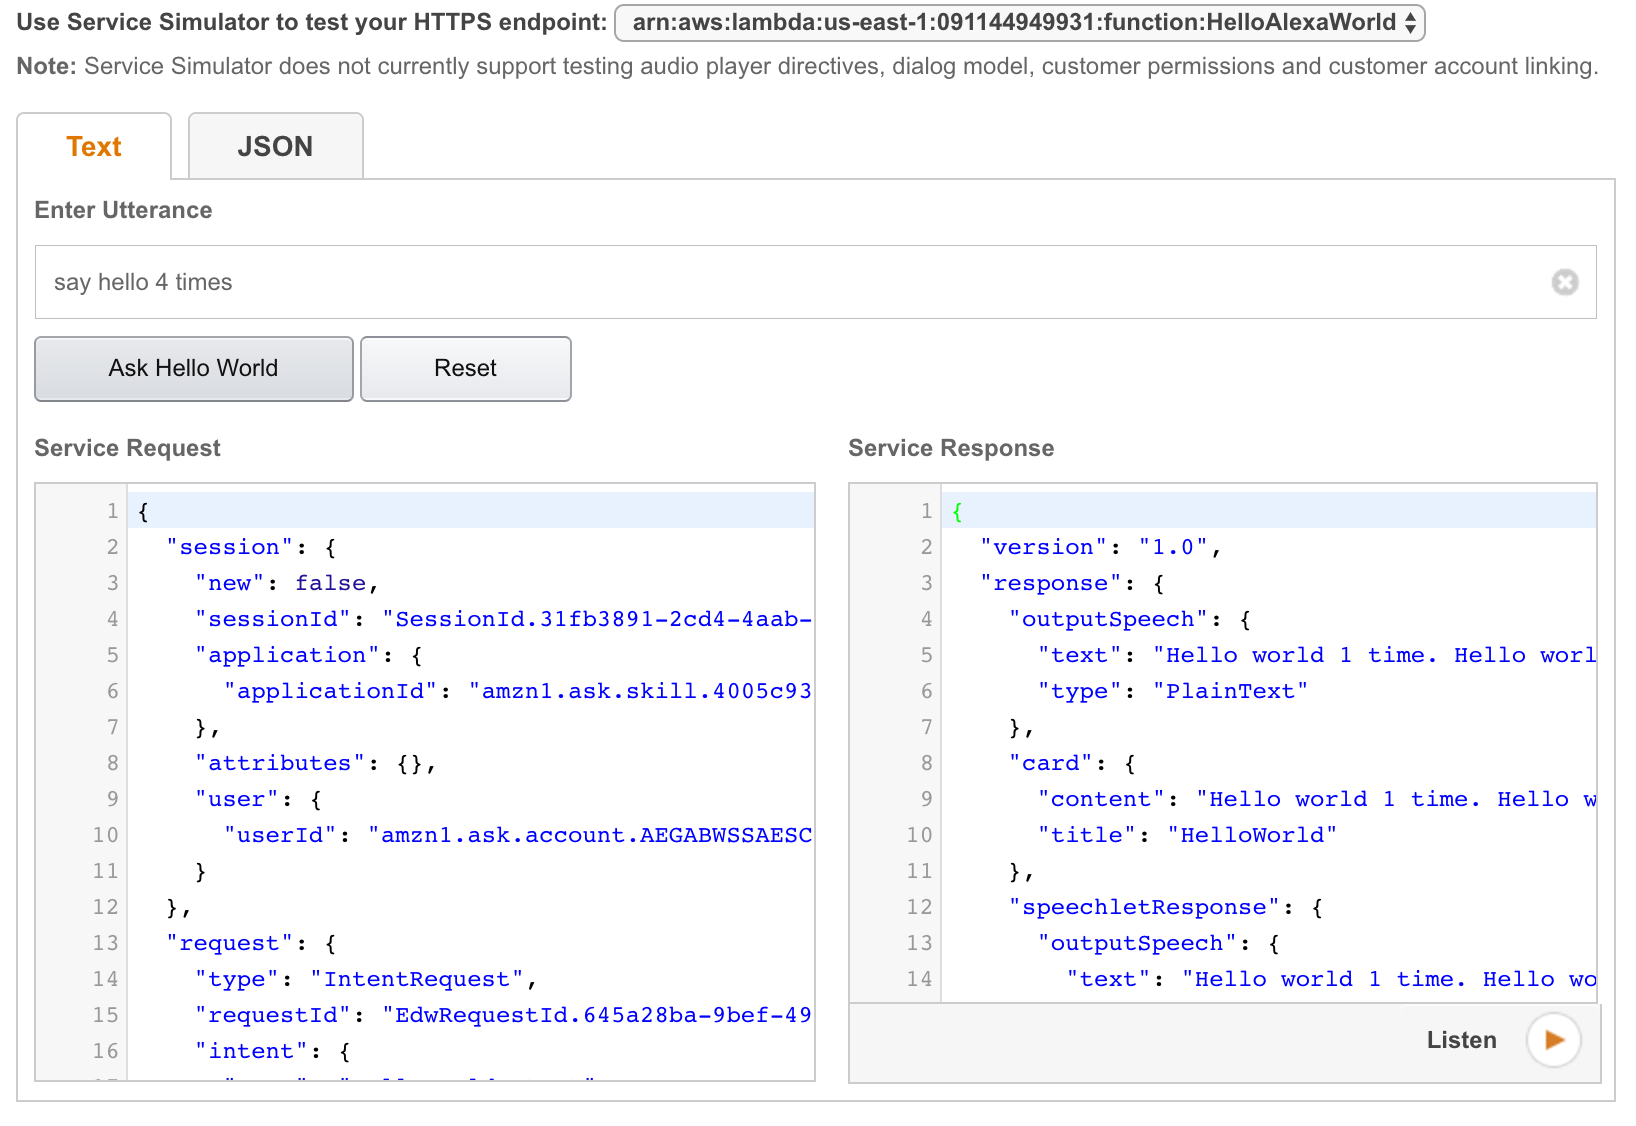 Use Service Simulator to test your HTTPS endpoint: arn:aws:lambda:us-east-1:091144949931:function:HelloAlexaWorld
Note: Service Simulator does not currently support testing audio player directives, dialog model, customer permissions and customer account linking.
Text JSON
Enter Utterance
say hello 4 times
Ask Hello World Reset
Service Request
1 {
2 "session": {
3 "new": false,
4 "sessionId": "SessionId.31fb3891-2cd4-4aab-
5 "application": {
6 "applicationId": "amzn1.ask.skill.4005c93
7 },
8 "attributes": {},
9 "user": {
10 "userId": "amzn1.ask.account.AEGABWSSAESC
11 }
12 },
13 "request": {
14 "type": "IntentRequest",
15 "requestId": "EdwRequestId.645a28ba-9bef-49
16 "intent": {
Service Response
1 {
2 "version": "1.0",
3 "response": {
4 "outputSpeech": {
5 "text": "Hello world 1 time. Hello worl
6 "type": "PlainText"
7 },
8 "card": {
9 "content": "Hello world 1 time. Hello w
10 "title": "HelloWorld"
11 },
12 "speechletResponse": {
13 "outputSpeech": {
14 "text": "Hello world 1 time. Hello wo
Listen